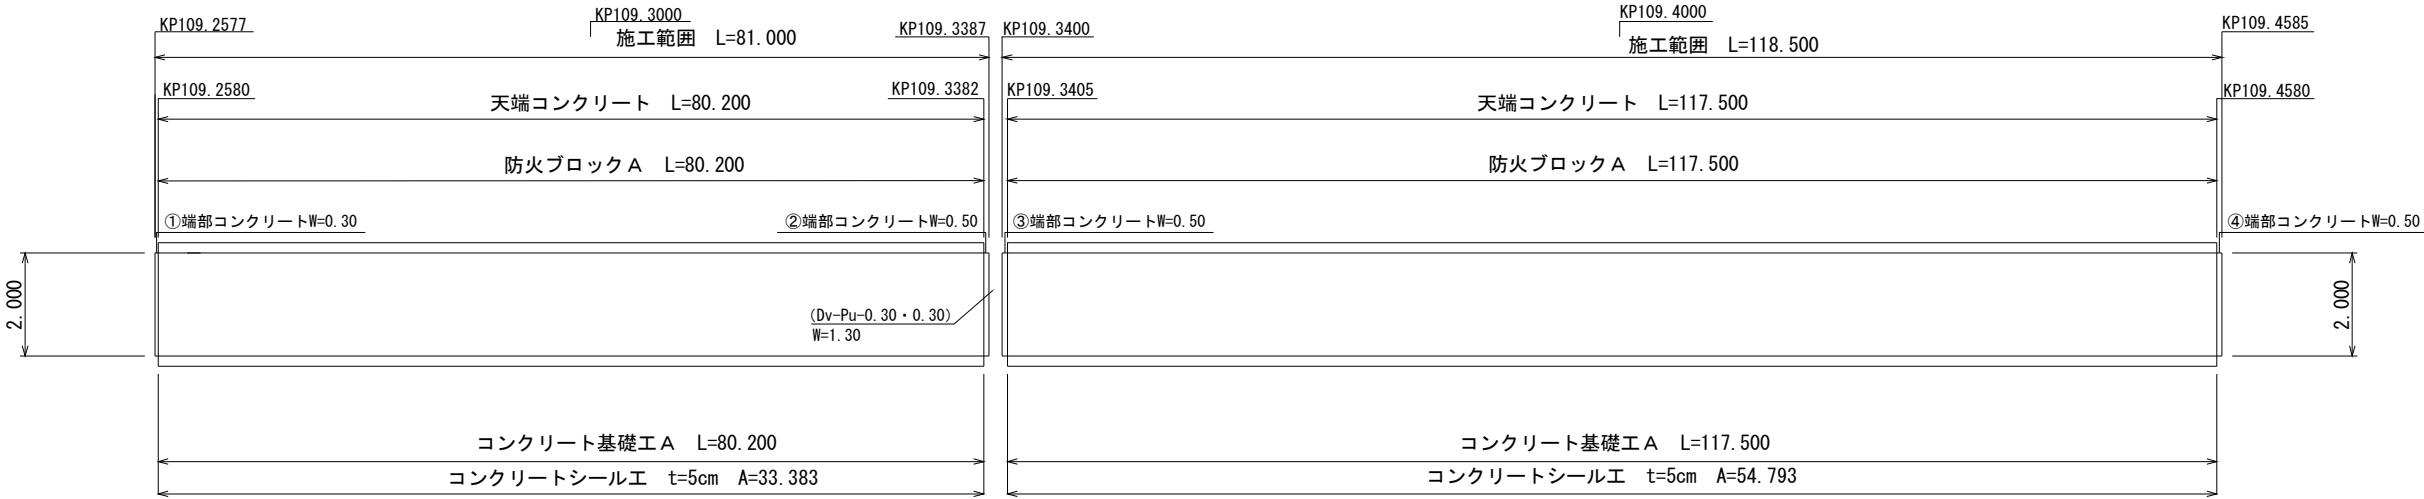 KP109.2577
KP109.3000
施工範囲 L=81.000
KP109.3387
KP109.3400
KP109.4000
施工範囲 L=118.500
KP109.4585
KP109.2580
天端コンクリート L=80.200
KP109.3382
KP109.3405
天端コンクリート L=117.500
KP109.4580
防火ブロックA L=80.200
防火ブロックA L=117.500
①端部コンクリートW=0.30
②端部コンクリートW=0.50
③端部コンクリートW=0.50
④端部コンクリートW=0.50
2.000
(Dv-Pu-0.30・0.30)
W=1.30
2.000
コンクリート基礎工A L=80.200
コンクリート基礎工A L=117.500
コンクリートシール工 t=5cm A=33.383
コンクリートシール工 t=5cm A=54.793